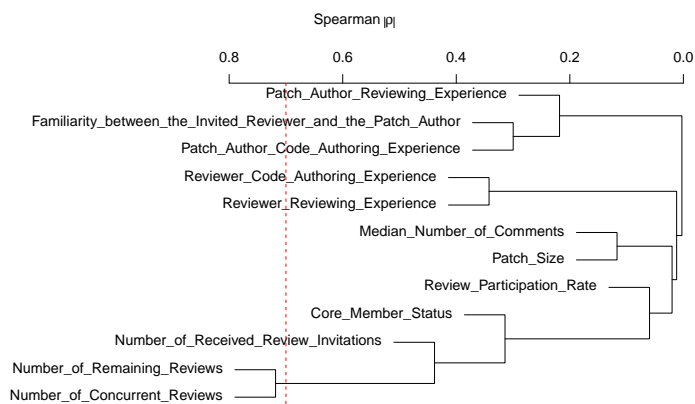 Spearman |ρ|
0.8 0.6 0.4 0.2 0.0
Patch_Author_Reviewing_Experience
Familiarity_between_the_Invited_Reviewer_and_the_Patch_Author
Patch_Author_Code_Authoring_Experience
Reviewer_Code_Authoring_Experience
Reviewer_Reviewing_Experience
Median_Number_of_Comments
Patch_Size
Review_Participation_Rate
Core_Member_Status
Number_of_Received_Review_Invitations
Number_of_Remaining_Reviews
Number_of_Concurrent_Reviews